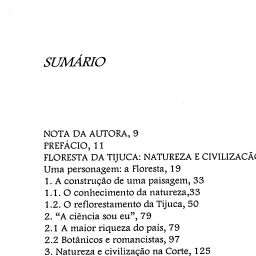 SUMÁRIO
NOTA DA AUTORA, 9
PREFÁCIO, 11
FLORESTA DA TIJUCA: NATUREZA E CIVILIZACÃ
Uma personagem: a Floresta, 19
1. A construção de uma paisagem, 33
1.1. O conhecimento da natureza,33
1.2. O reflorestamento da Tijuca, 50
2. “A ciência sou eu”, 79
2.1 A maior riqueza do país, 79
2.2 Botânicos e romancistas, 97
3. Natureza e civilização na Corte, 125